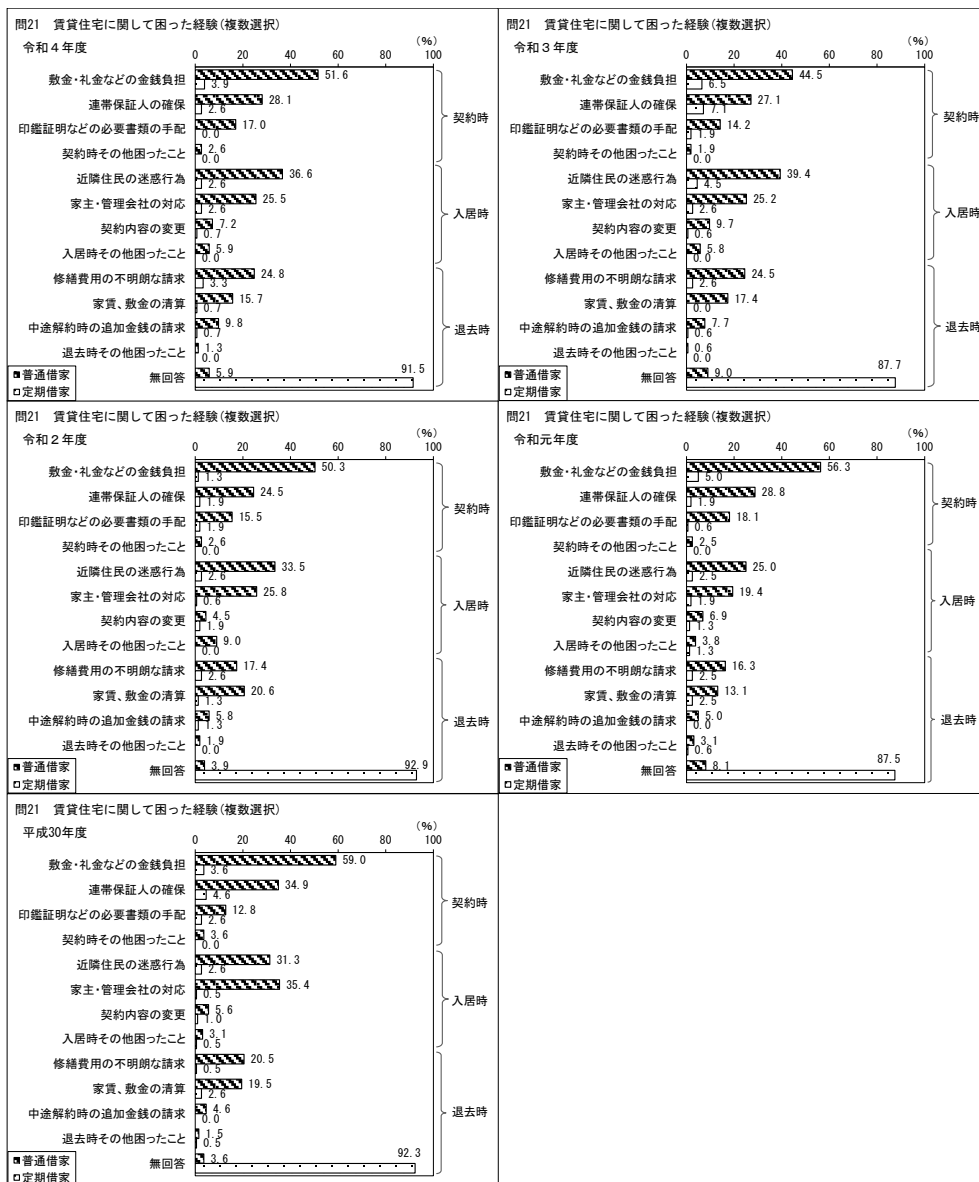 問21　賃貸住宅に関して困った経験(複数選択)
令和４年度
(%)
0 20 40 60 80 100
敷金・礼金などの金銭負担 51.6 3.9
連帯保証人の確保 28.1 2.6
印鑑証明などの必要書類の手配 17.0 0.0
契約時その他困ったこと 2.6 0.0
契約時
近隣住民の迷惑行為 36.6 2.6
家主・管理会社の対応 25.5 2.6
契約内容の変更 7.2 0.7
入居時その他困ったこと 5.9 0.0
入居時
修繕費用の不明朗な請求 24.8 3.3
家賃、敷金の清算 15.7 0.7
中途解約時の追加金銭の請求 9.8 0.7
退去時その他困ったこと 1.3 0.0
退去時
無回答 5.9 91.5
普通借家
定期借家
問21　賃貸住宅に関して困った経験(複数選択)
令和３年度
(%)
0 20 40 60 80 100
敷金・礼金などの金銭負担 44.5 6.5
連帯保証人の確保 27.1 7.1
印鑑証明などの必要書類の手配 14.2 1.9
契約時その他困ったこと 1.9 0.0
契約時
近隣住民の迷惑行為 39.4 4.5
家主・管理会社の対応 25.2 2.6
契約内容の変更 9.7 0.6
入居時その他困ったこと 5.8 0.0
入居時
修繕費用の不明朗な請求 24.5 2.6
家賃、敷金の清算 17.4 0.0
中途解約時の追加金銭の請求 7.7 0.6
退去時その他困ったこと 0.6 0.0
退去時
無回答 9.0 87.7
普通借家
定期借家
問21　賃貸住宅に関して困った経験(複数選択)
令和２年度
(%)
0 20 40 60 80 100
敷金・礼金などの金銭負担 50.3 1.3
連帯保証人の確保 24.5 1.9
印鑑証明などの必要書類の手配 15.5 1.9
契約時その他困ったこと 2.6 0.0
契約時
近隣住民の迷惑行為 33.5 2.6
家主・管理会社の対応 25.8 0.6
契約内容の変更 4.5 1.9
入居時その他困ったこと 9.0 0.0
入居時
修繕費用の不明朗な請求 17.4 2.6
家賃、敷金の清算 20.6 1.3
中途解約時の追加金銭の請求 5.8 1.3
退去時その他困ったこと 1.9 0.0
退去時
無回答 3.9 92.9
普通借家
定期借家
問21　賃貸住宅に関して困った経験(複数選択)
令和元年度
(%)
0 20 40 60 80 100
敷金・礼金などの金銭負担 56.3 5.0
連帯保証人の確保 28.8 1.9
印鑑証明などの必要書類の手配 18.1 0.6
契約時その他困ったこと 2.5 0.0
契約時
近隣住民の迷惑行為 25.0 2.5
家主・管理会社の対応 19.4 1.9
契約内容の変更 6.9 1.3
入居時その他困ったこと 3.8 1.3
入居時
修繕費用の不明朗な請求 16.3 2.5
家賃、敷金の清算 13.1 2.5
中途解約時の追加金銭の請求 5.0 0.0
退去時その他困ったこと 3.1 0.6
退去時
無回答 8.1 87.5
普通借家
定期借家
問21　賃貸住宅に関して困った経験(複数選択)
平成30年度
(%)
0 20 40 60 80 100
敷金・礼金などの金銭負担 59.0 3.6
連帯保証人の確保 34.9 4.6
印鑑証明などの必要書類の手配 12.8 2.6
契約時その他困ったこと 3.6 0.0
契約時
近隣住民の迷惑行為 31.3 2.6
家主・管理会社の対応 35.4 0.5
契約内容の変更 5.6 1.0
入居時その他困ったこと 3.1 0.5
入居時
修繕費用の不明朗な請求 20.5 0.5
家賃、敷金の清算 19.5 2.6
中途解約時の追加金銭の請求 4.6 0.0
退去時その他困ったこと 1.5 0.5
退去時
無回答 3.6 92.3
普通借家
定期借家